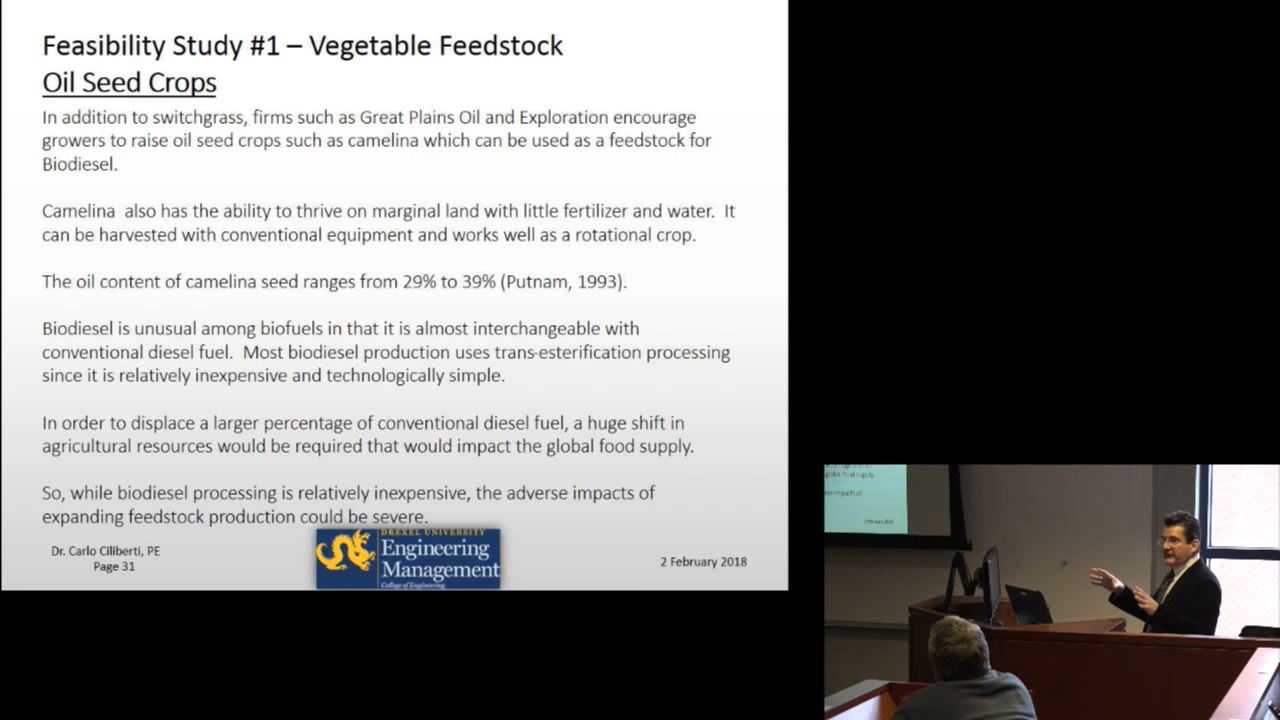 Feasibility Study #1 – Vegetable Feedstock
Oil Seed Crops
In addition to switchgrass, firms such as Great Plains Oil and Exploration encourage
growers to raise oil seed crops such as camelina which can be used as a feedstock for
Biodiesel.
Camelina also has the ability to thrive on marginal land with little fertilizer and water. It
can be harvested with conventional equipment and works well as a rotational crop.
The oil content of camelina seed ranges from 29% to 39% (Putnam, 1993).
Biodiesel is unusual among biofuels in that it is almost interchangeable with
conventional diesel fuel. Most biodiesel production uses trans-esterification processing
since it is relatively inexpensive and technologically simple.
In order to displace a larger percentage of conventional diesel fuel, a huge shift in
agricultural resources would be required that would impact the global food supply.
So, while biodiesel processing is relatively inexpensive, the adverse impacts of
expanding feedstock production could be severe.
Dr. Carlo Ciliberti, PE
Page 31
DREXEL UNIVERSITY
Engineering
Management
College of Engineering
2 February 2018
global food supply
impacts of
2 February 2018